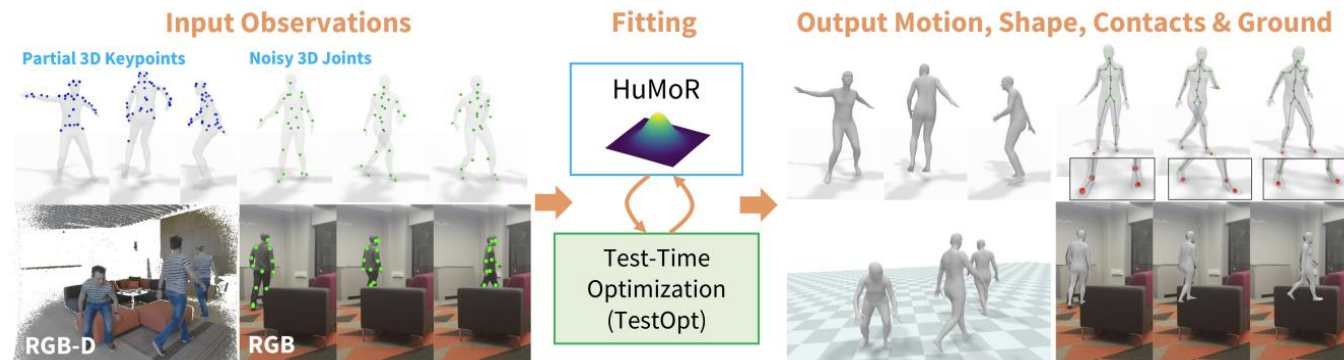 Input Observations
Fitting
Output Motion, Shape, Contacts & Ground
Partial 3D Keypoints
Noisy 3D Joints
HuMoR
Test-Time
Optimization
(TestOpt)
RGB-D
RGB